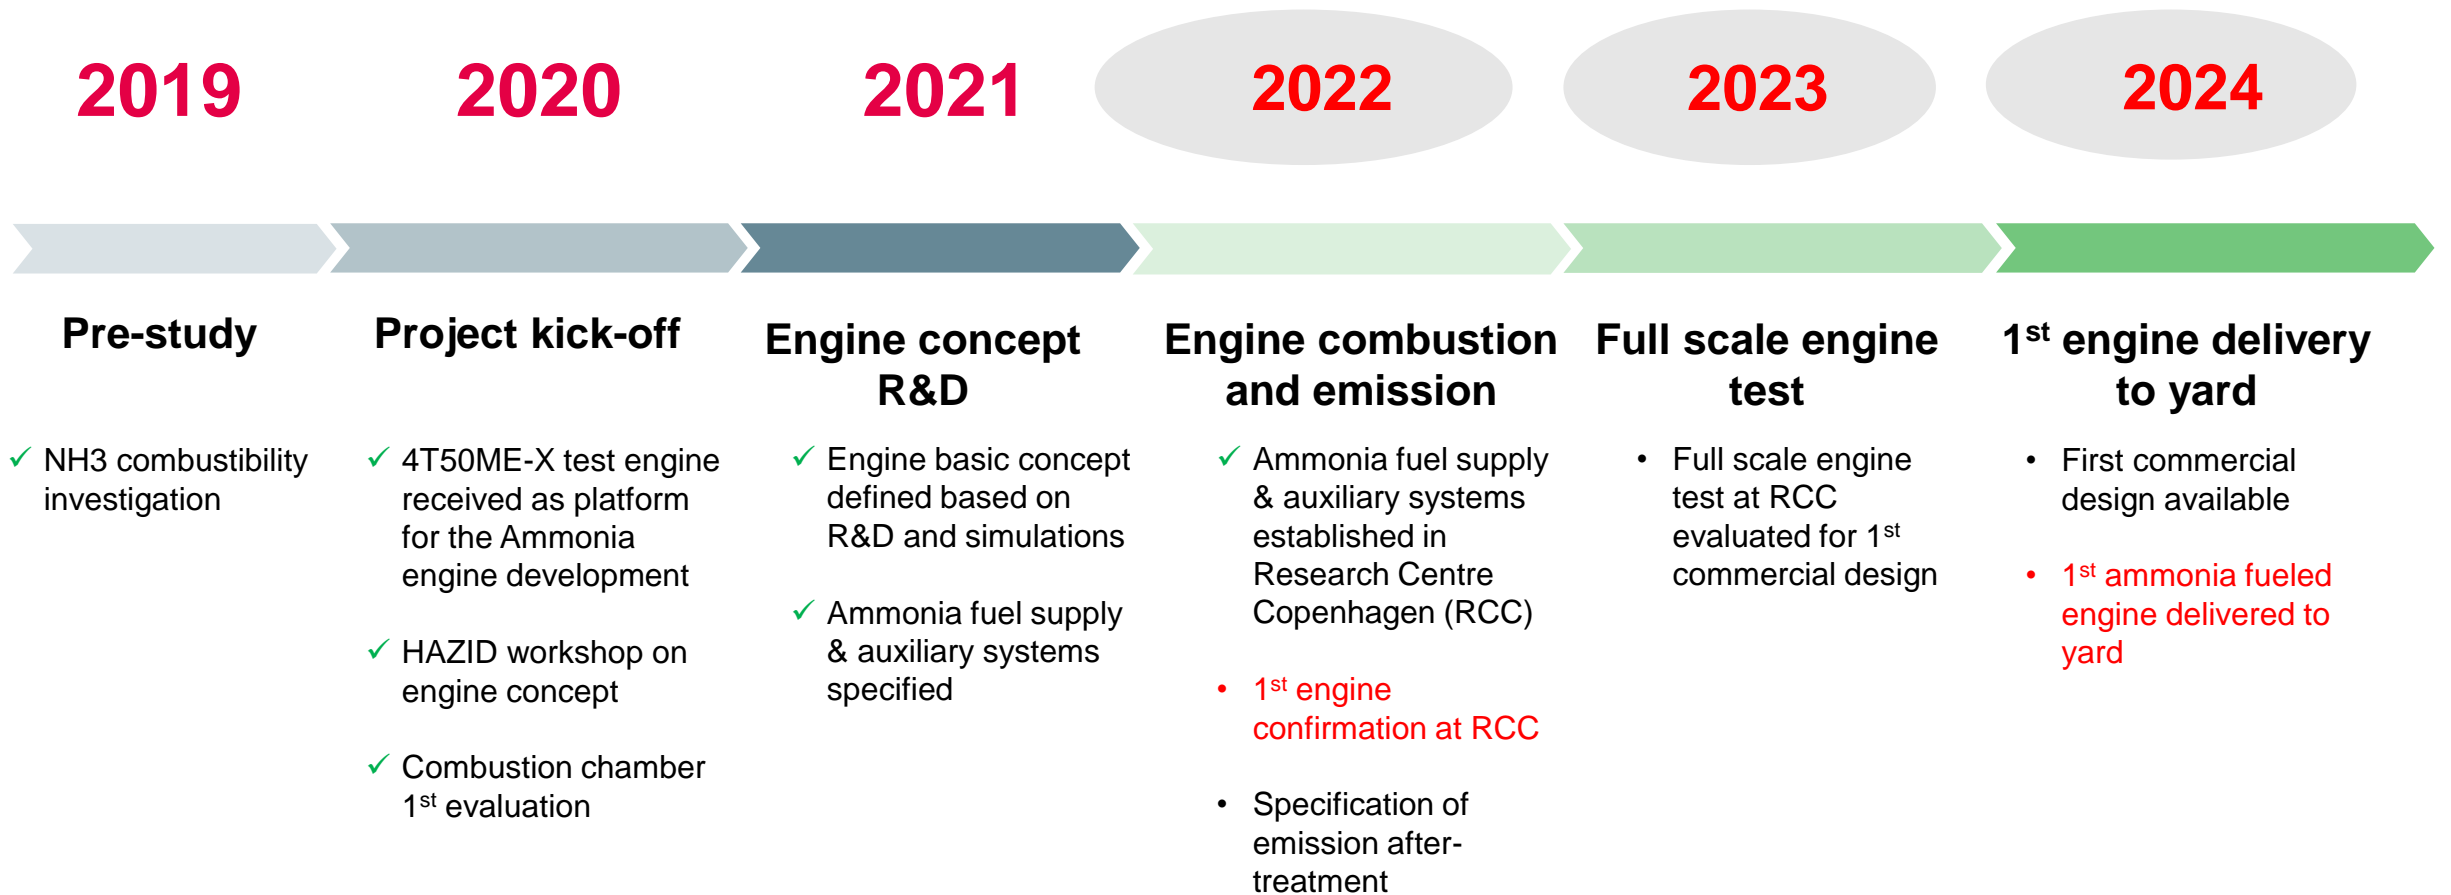 2019
2020
2021
2022
2023
2024
Pre-study
✓ NH3 combustibility
investigation
Project kick-off
✓ 4T50ME-X test engine
received as platform
for the Ammonia
engine development
✓ HAZID workshop on
engine concept
✓ Combustion chamber
1st evaluation
Engine concept
R&D
✓ Engine basic concept
defined based on
R&D and simulations
✓ Ammonia fuel supply
& auxiliary systems
specified
Engine combustion
and emission
✓ Ammonia fuel supply
& auxiliary systems
established in
Research Centre
Copenhagen (RCC)
• 1st engine
confirmation at RCC
• Specification of
emission after-
treatment
Full scale engine
test
• Full scale engine
test at RCC
evaluated for 1st
commercial design
1st engine delivery
to yard
• First commercial
design available
• 1st ammonia fueled
engine delivered to
yard